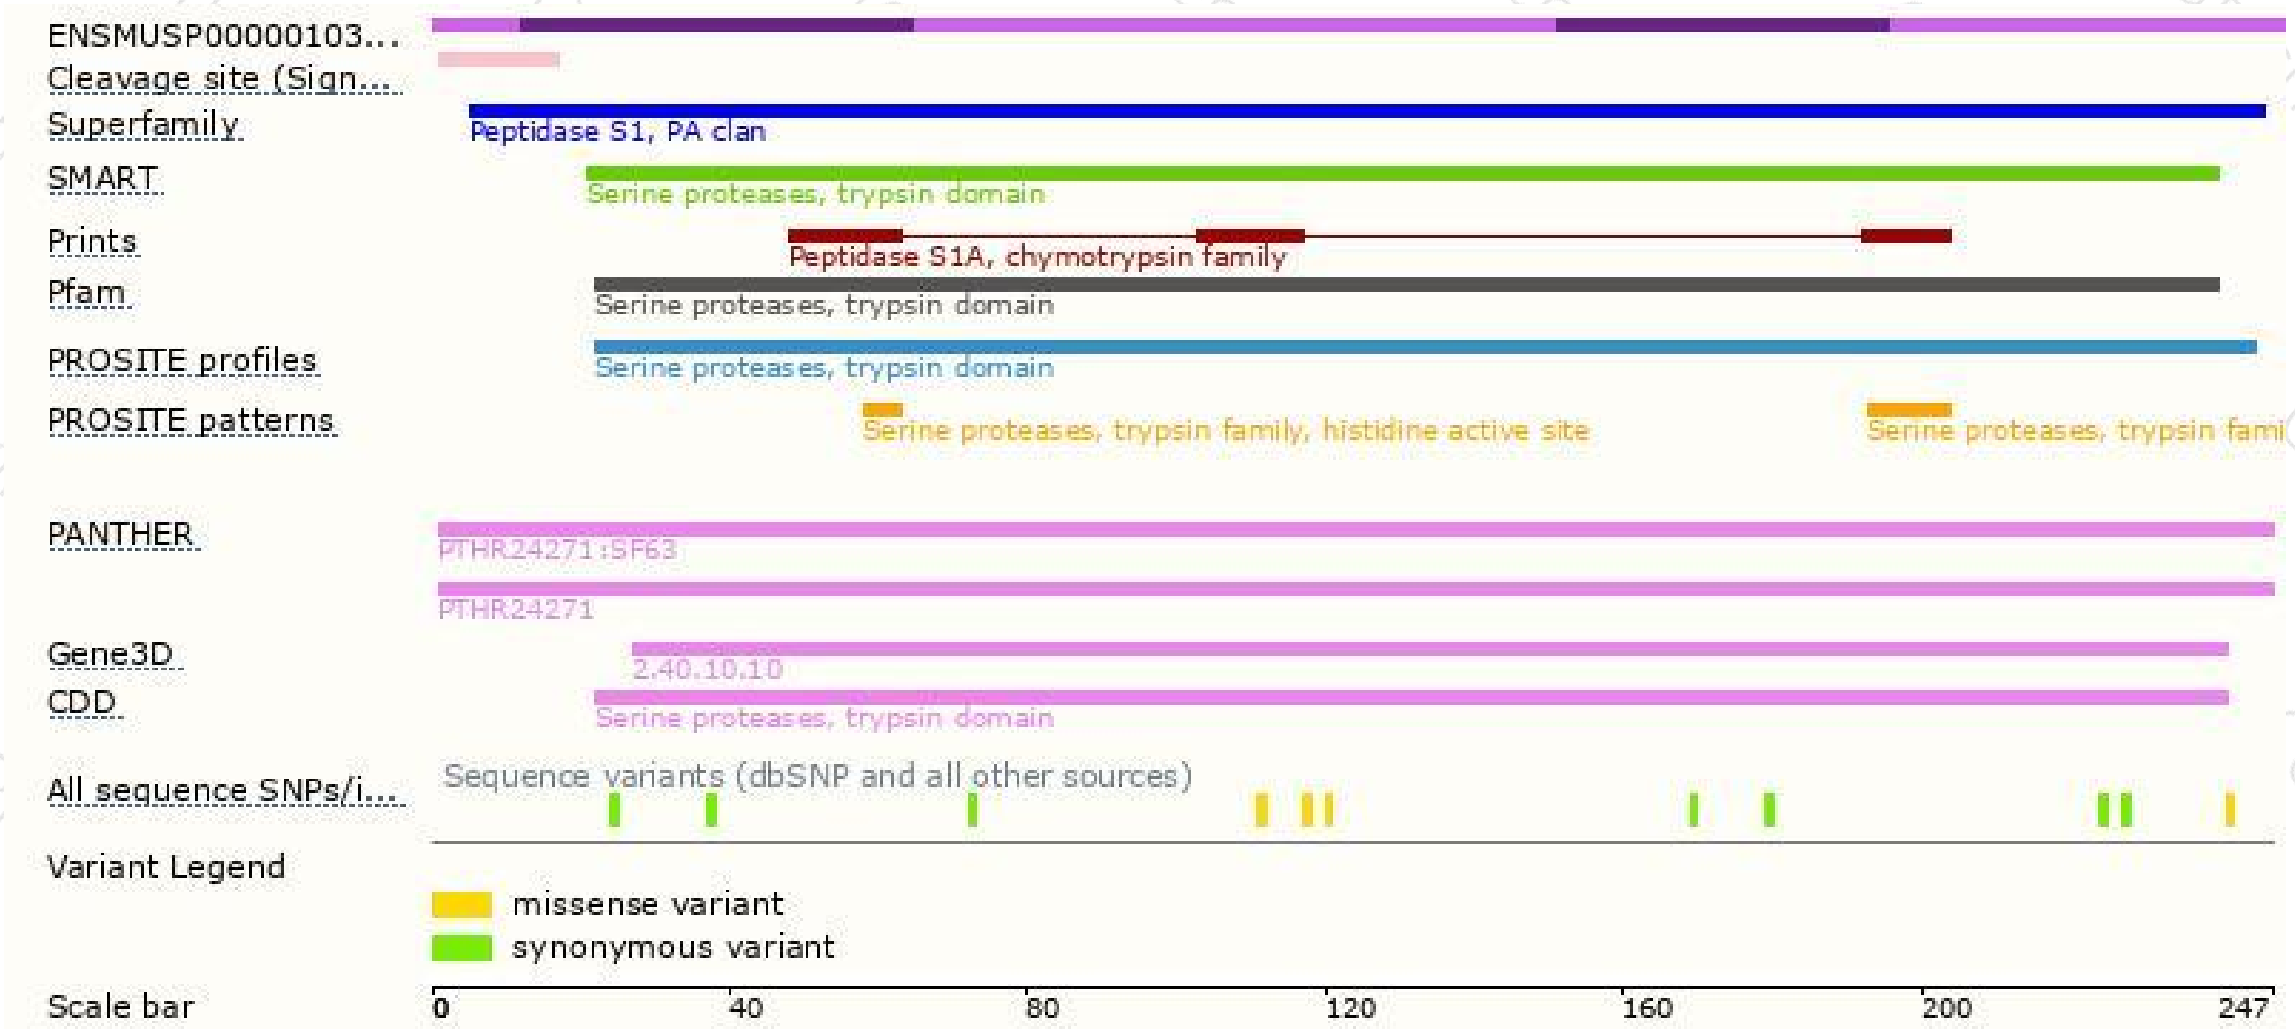 ENSMUSP00000103...
Cleavage site (Sign...
Superfamily
Peptidase S1, PA clan
SMART
Serine proteases, trypsin domain
Prints
Peptidase S1A, chymotrypsin family
Pfam
Serine proteases, trypsin domain
PROSITE profiles
Serine proteases, trypsin domain
PROSITE patterns
Serine proteases, trypsin family, histidine active site
Serine proteases, trypsin fami
PANTHER
PTHR24271:SF63
PTHR24271
Gene3D
2.40.10.10
CDD
Serine proteases, trypsin domain
All sequence SNPs/i...
Sequence variants (dbSNP and all other sources)
Variant Legend
missense variant
synonymous variant
Scale bar 0 40 80 120 160 200 247